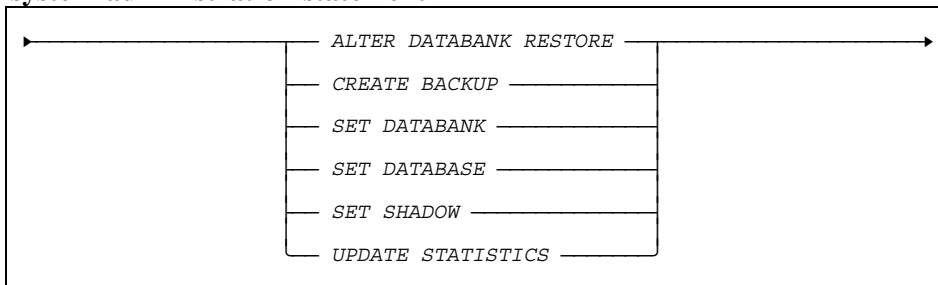 ALTER DATABANK RESTORE
CREATE BACKUP
SET DATABANK
SET DATABASE
SET SHADOW
UPDATE STATISTICS